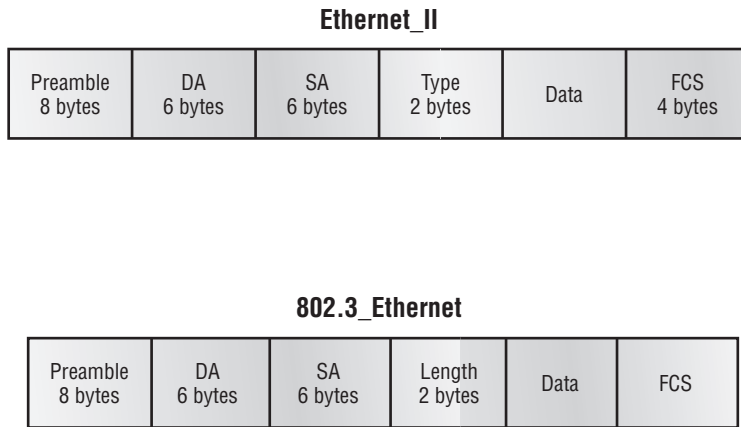 Ethernet_II
Preamble
8 bytes
DA
6 bytes
SA
6 bytes
Type
2 bytes
Data
FCS
4 bytes
802.3_Ethernet
Preamble
8 bytes
DA
6 bytes
SA
6 bytes
Length
2 bytes
Data
FCS